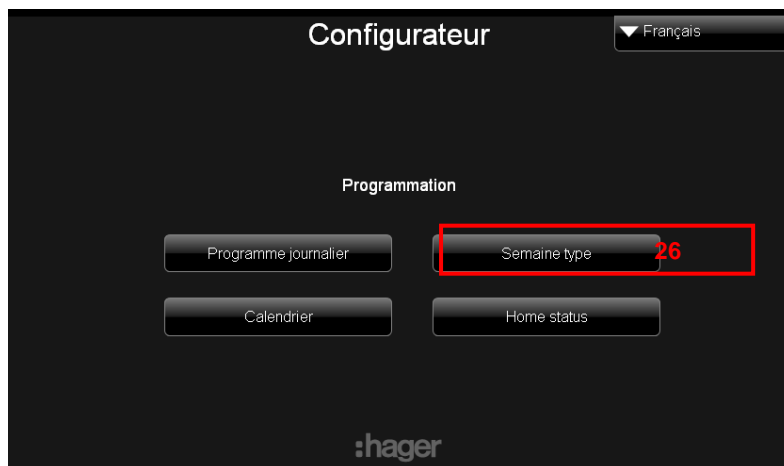 Configurateur
Français
Programmation
Programme journalier
Semaine type
26
Calendrier
Home status
:hager